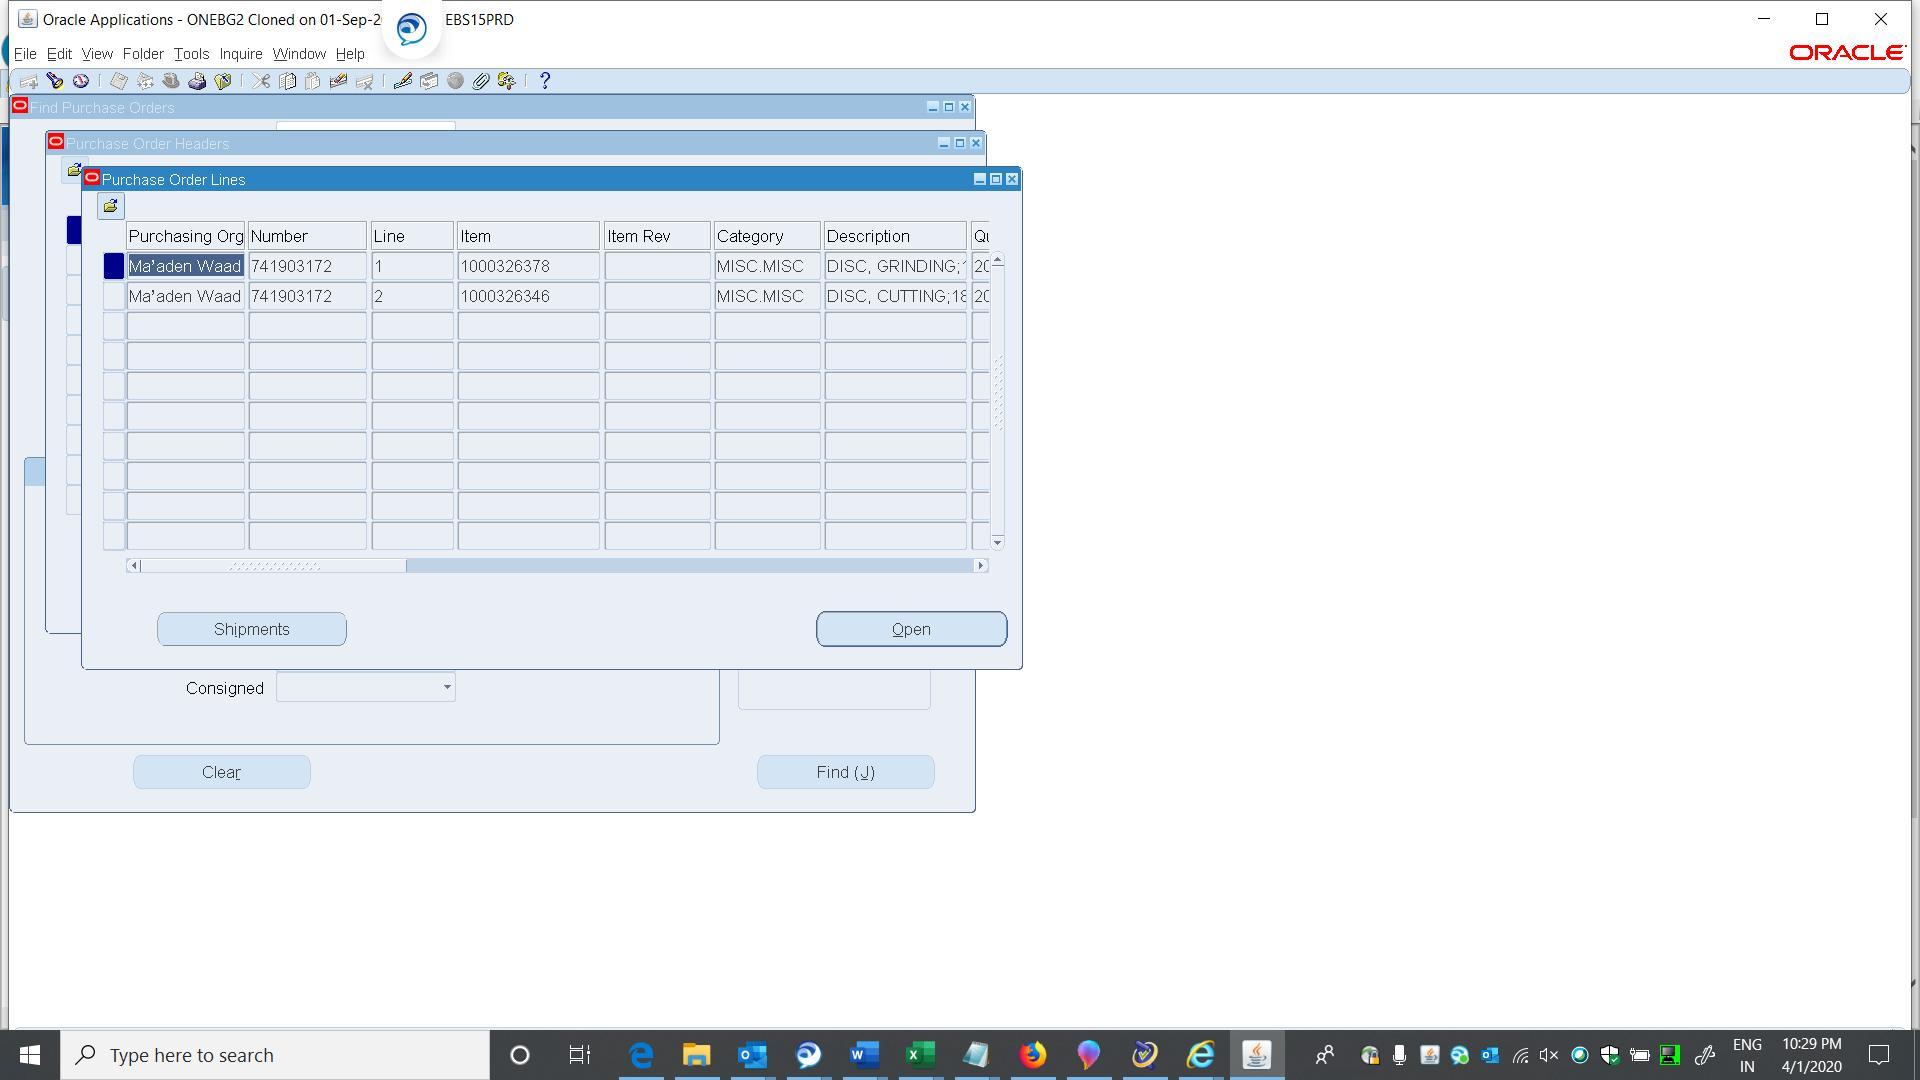 Oracle Applications - ONEBG2 Cloned on 01-Sep-2 EBS15PRD
File Edit View Folder Tools Inquire Window Help
ORACLE
Find Purchase Orders
Purchase Order Headers
Purchase Order Lines
Purchasing Org Number Line Item Item Rev Category Description Qu
Ma'aden Waad 741903172 1 1000326378 MISC.MISC DISC, GRINDING; 20
Ma'aden Waad 741903172 2 1000326346 MISC.MISC DISC, CUTTING;18 20
Shipments Open
Consigned
Clear Find (J)
Type here to search
ENG
IN
10:29 PM
4/1/2020